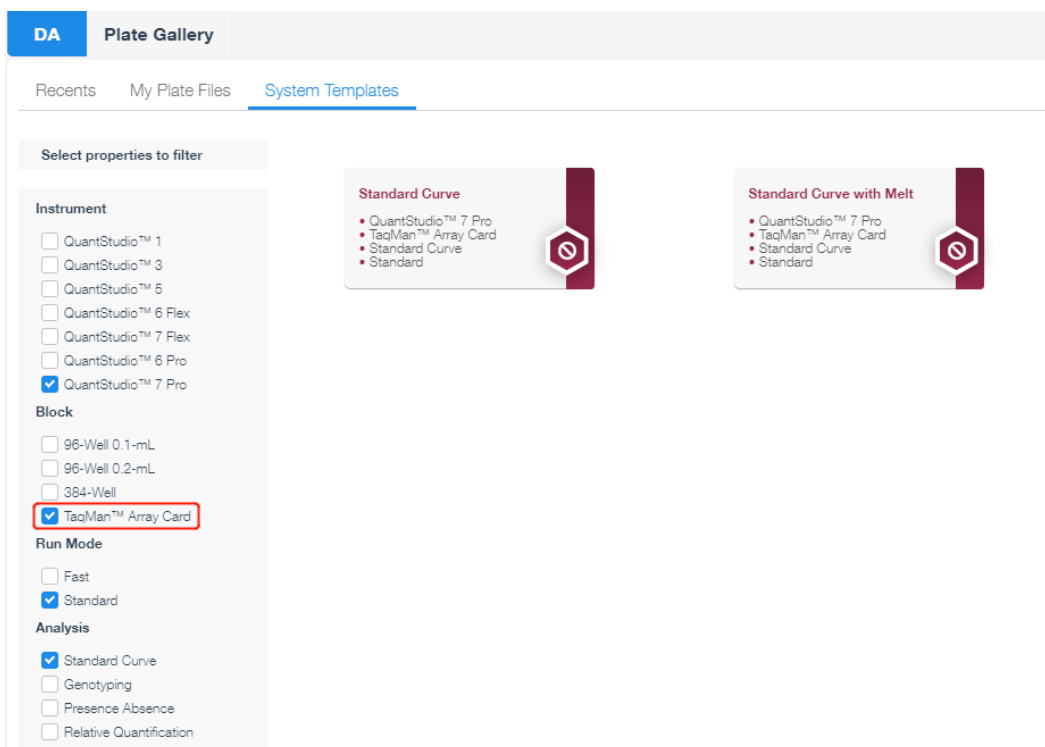 DA Plate Gallery
Recents My Plate Files System Templates
Select properties to filter
Instrument
QuantStudio™ 1
QuantStudio™ 3
QuantStudio™ 5
QuantStudio™ 6 Flex
QuantStudio™ 7 Flex
QuantStudio™ 6 Pro
QuantStudio™ 7 Pro
Block
96-Well 0.1-mL
96-Well 0.2-mL
384-Well
TaqMan™ Array Card
Run Mode
Fast
Standard
Analysis
Standard Curve
Genotyping
Presence Absence
Relative Quantification
Standard Curve
• QuantStudio™ 7 Pro
• TaqMan™ Array Card
• Standard Curve
• Standard
Standard Curve with Melt
• QuantStudio™ 7 Pro
• TaqMan™ Array Card
• Standard Curve
• Standard